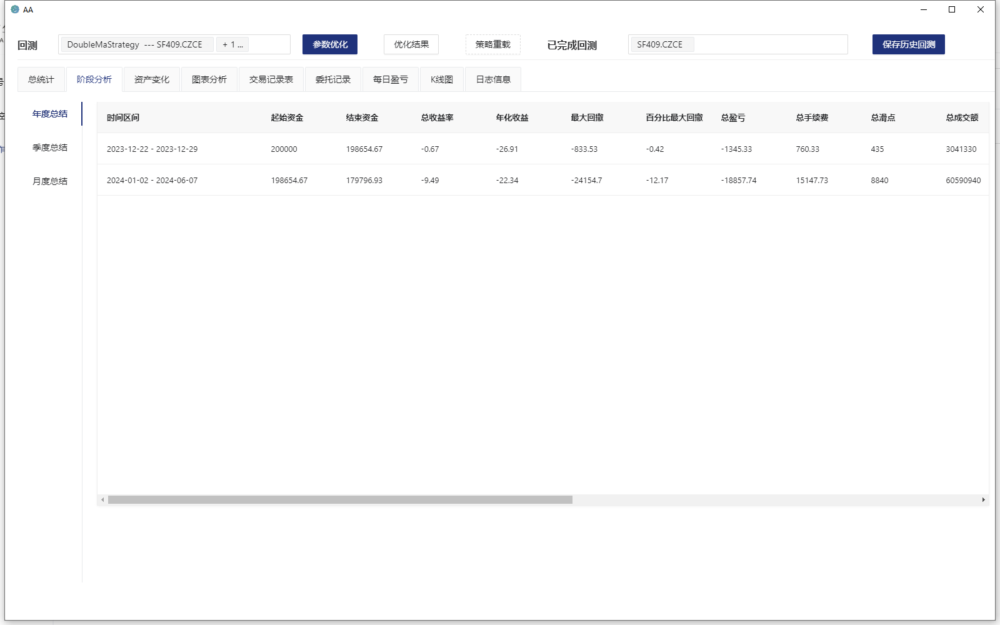 AA
回测 DoubleMaStrategy --- SF409.CZCE + 1 ... 参数优化 优化结果 策略重载 已完成回测 SF409.CZCE 保存历史回测
总统计 阶段分析 资产变化 图表分析 交易记录表 委托记录 每日盈亏 K线图 日志信息
年度总结
季度总结
月度总结
时间区间 起始资金 结束资金 总收益率 年化收益 最大回撤 百分比最大回撤 总盈亏 总手续费 总滑点 总成交额
2023-12-22 - 2023-12-29 200000 198654.67 -0.67 -26.91 -833.53 -0.42 -1345.33 760.33 435 3041330
2024-01-02 - 2024-06-07 198654.67 179796.93 -9.49 -22.34 -24154.7 -12.17 -18857.74 15147.73 8840 60590940